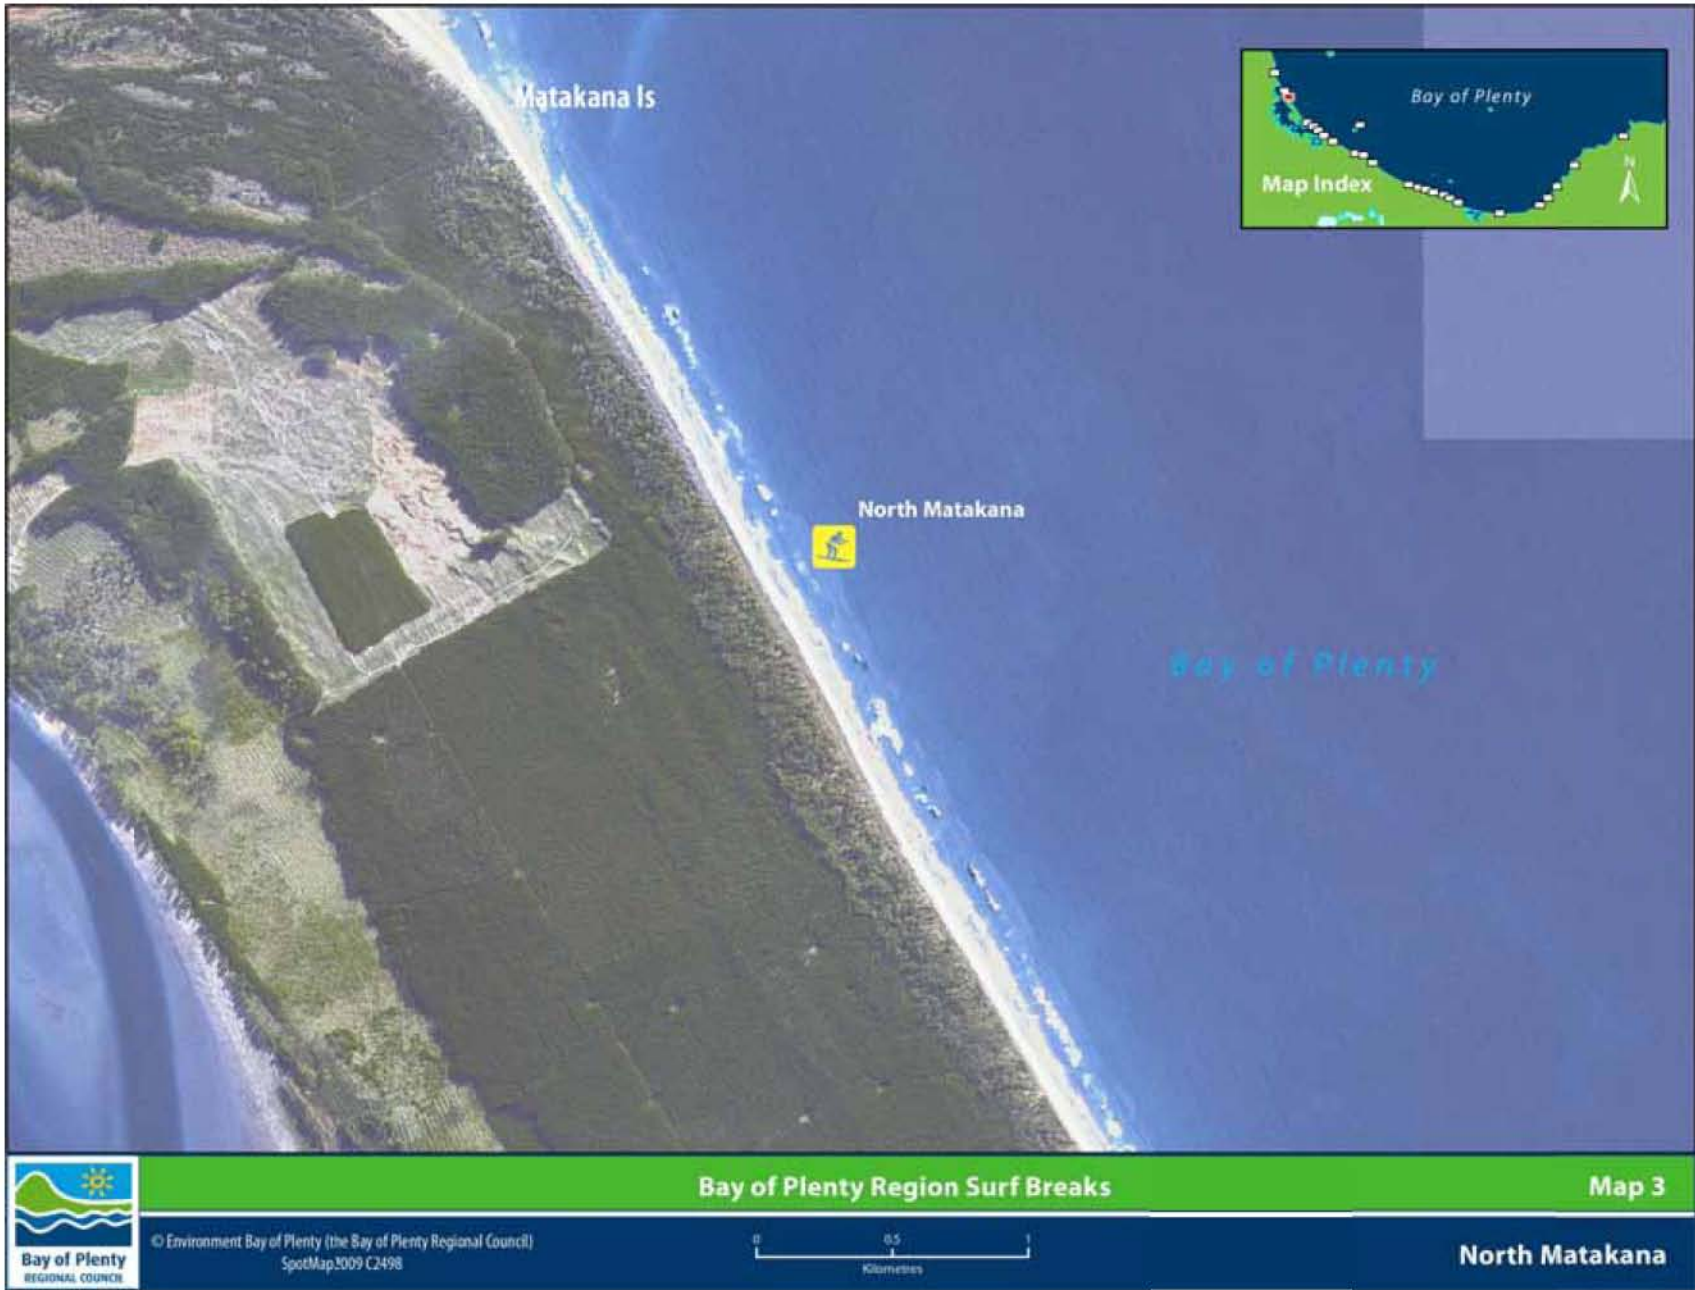 Matakana Is
Bay of Plenty
Map Index
N
North Matakana
Bay of Plenty
Bay of Plenty Region Surf Breaks
Map 3
Bay of Plenty
REGIONAL COUNCIL
© Environment Bay of Plenty (the Bay of Plenty Regional Council)
SpotMap2009 C2498
0 0.5 1
Kilometres
North Matakana